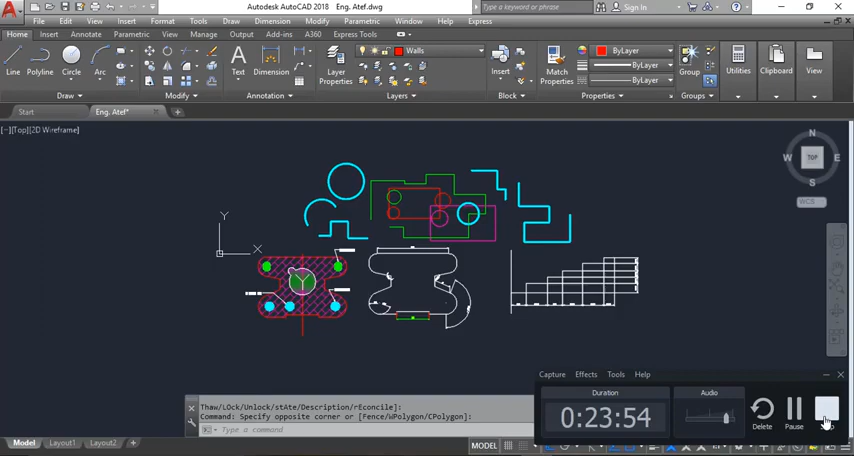 Autodesk AutoCAD 2018 - Eng. Atef.dwg
Type a keyword or phrase
Sign In
File Edit View Insert Format Tools Draw Dimension Modify Parametric Window Help Express
Home Insert Annotate Parametric View Manage Output Add-ins A360 Express Tools
Line Polyline Circle Arc Text Dimension Layer Properties Walls Insert Match Properties ByLayer Group Utilities Clipboard View
ByLayer
ByLayer
Draw Modify Annotation Layers Block Properties Groups
Start Eng. Atef*
[−][Top][2D Wireframe]
N
W TOP E
S
WCS
Y
X
Y
Capture Effects Tools Help
Duration Audio
0:23:54
Delete Pause
Thaw/LOck/Unlock/stAte/Description/rEconcile]:
Command: Specify opposite corner or [Fence/WPolygon/CPolygon]:
Type a command
Model Layout1 Layout2 + MODEL